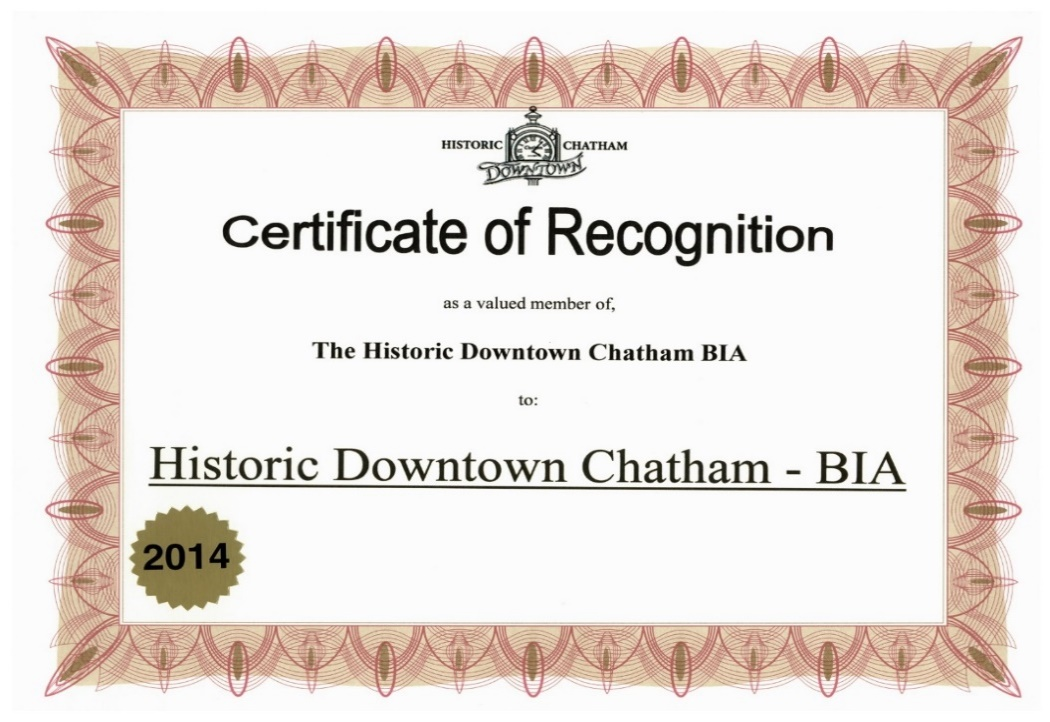 HISTORIC CHATHAM
DOWNTOWN
Certificate of Recognition
as a valued member of,
The Historic Downtown Chatham BIA
to:
Historic Downtown Chatham - BIA
2014